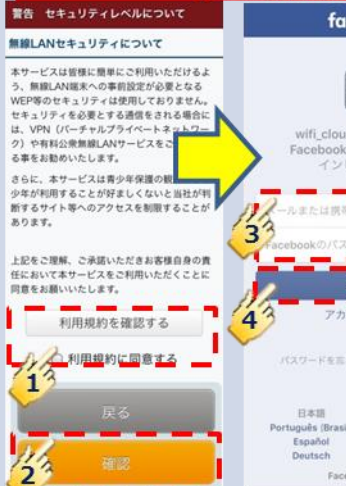 警告 セキュリティレベルについて
無線LANセキュリティについて
本サービスは皆様に簡単にご利用いただけるよ
う、無線LAN端末への事前設定が必要となる
WEP等のセキュリティは使用しておりません。
セキュリティを必要とする通信をされる場合に
は、VPN（バーチャルプライベートネットワー
ク）や有料公衆無線LANサービスをご
る事をお勧めいたします。
さらに、本サービスは青少年保護の観
少年が利用することが好ましくないと当社が判
断するサイト等へのアクセスを制限することが
あります。
上記をご理解、ご承諾いただきお客様自身の責
任において本サービスをご利用いただくことに
同意をお願いいたします。
利用規約を確認する
利用規約に同意する
1
戻る
2
確認
fa
wifi_clou
Facebook
イン
メールまたは携
3
Facebookのパス
4
アカ
パスワードを忘
日本語
Português (Brasi
Español
Deutsch
Face